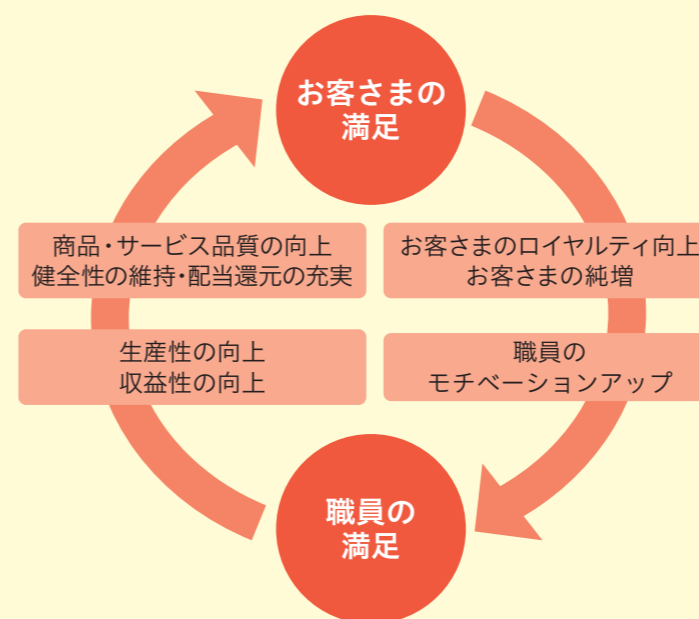 お客さまの
満足
商品・サービス品質の向上
健全性の維持・配当還元の充実
お客さまのロイヤルティ向上
お客さまの純増
生産性の向上
収益性の向上
職員の
モチベーションアップ
職員の
満足